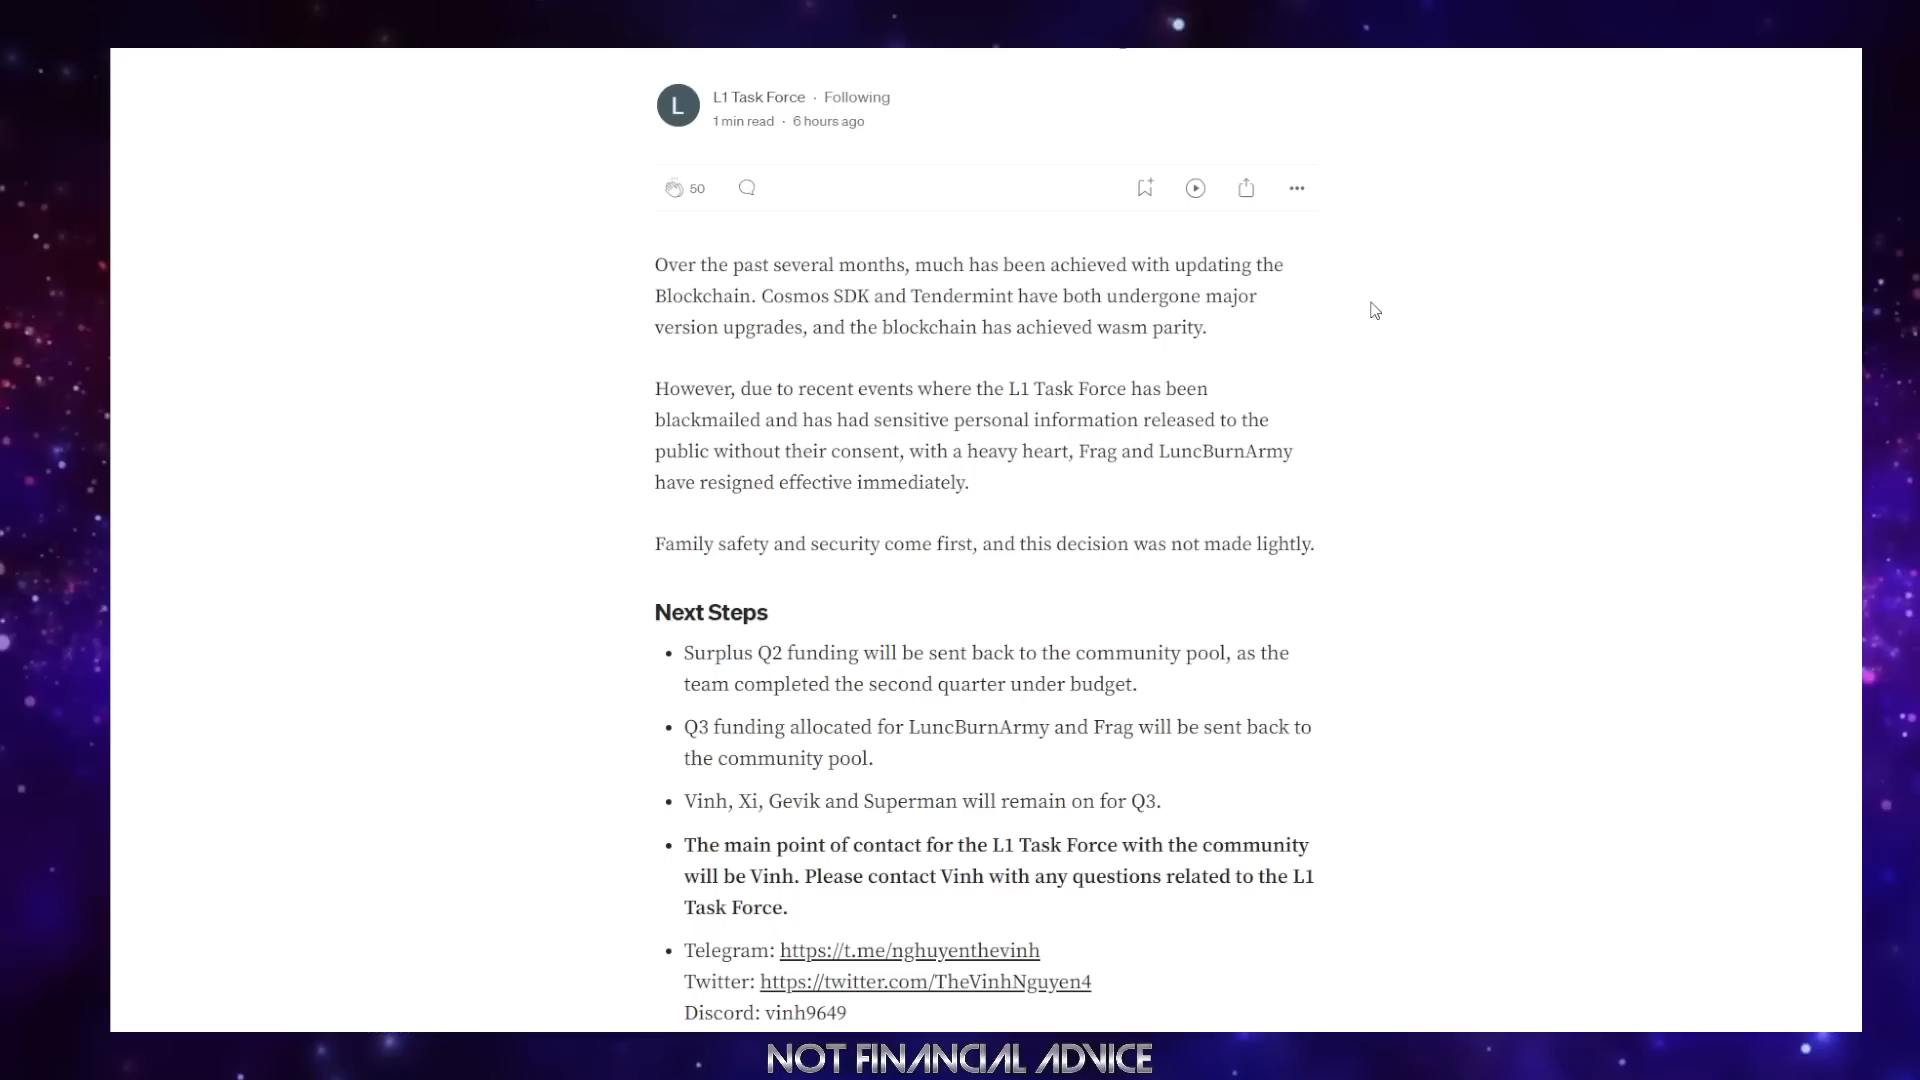 L
L1 Task Force · Following
1 min read · 6 hours ago
50
Over the past several months, much has been achieved with updating the
Blockchain. Cosmos SDK and Tendermint have both undergone major
version upgrades, and the blockchain has achieved wasm parity.
However, due to recent events where the L1 Task Force has been
blackmailed and has had sensitive personal information released to the
public without their consent, with a heavy heart, Frag and LuncBurnArmy
have resigned effective immediately.
Family safety and security come first, and this decision was not made lightly.
Next Steps
• Surplus Q2 funding will be sent back to the community pool, as the
team completed the second quarter under budget.
• Q3 funding allocated for LuncBurnArmy and Frag will be sent back to
the community pool.
• Vinh, Xi, Gevik and Superman will remain on for Q3.
• The main point of contact for the L1 Task Force with the community
will be Vinh. Please contact Vinh with any questions related to the L1
Task Force.
• Telegram: https://t.me/nghuyenthevinh
Twitter: https://twitter.com/TheVinhNguyen4
Discord: vinh9649
NOT FINANCIAL ADVICE